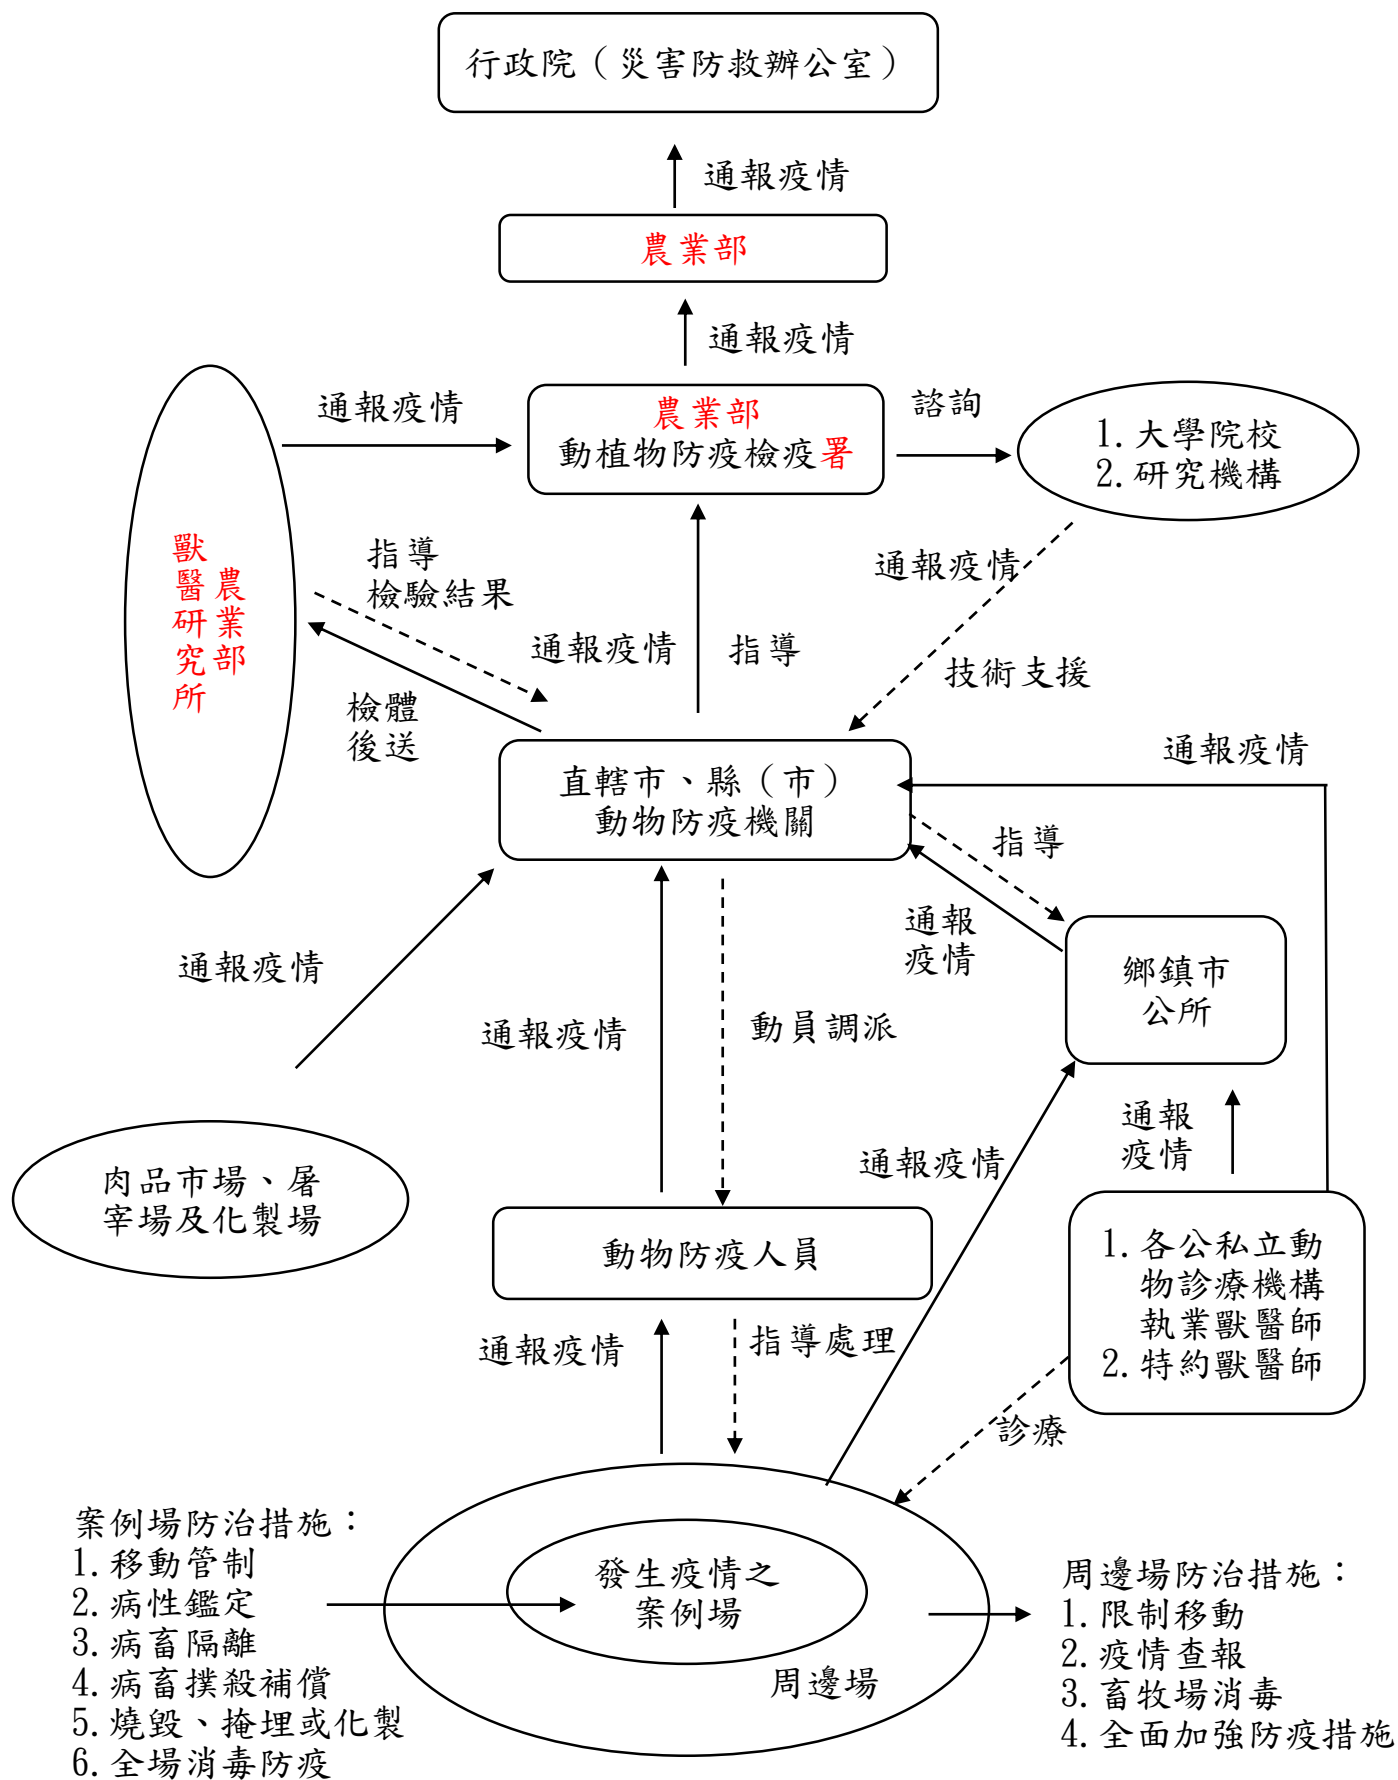 行政院（災害防救辦公室）
通報疫情
農業部
通報疫情
通報疫情
農業部
動植物防疫檢疫署
諮詢
1.大學院校
2.研究機構
農業部
獸醫研究所
指導
檢驗結果
通報疫情
指導
通報疫情
技術支援
檢體
後送
直轄市、縣（市）
動物防疫機關
通報疫情
指導
通報
疫情
鄉鎮市
公所
通報疫情
通報疫情
動員調派
通報
疫情
通報疫情
肉品市場、屠
宰場及化製場
動物防疫人員
1.各公私立動
物診療機構
執業獸醫師
2.特約獸醫師
通報疫情
指導處理
診療
案例場防治措施：
1.移動管制
2.病性鑑定
3.病畜隔離
4.病畜撲殺補償
5.燒毀、掩埋或化製
6.全場消毒防疫
發生疫情之
案例場
周邊場
周邊場防治措施：
1.限制移動
2.疫情查報
3.畜牧場消毒
4.全面加強防疫措施